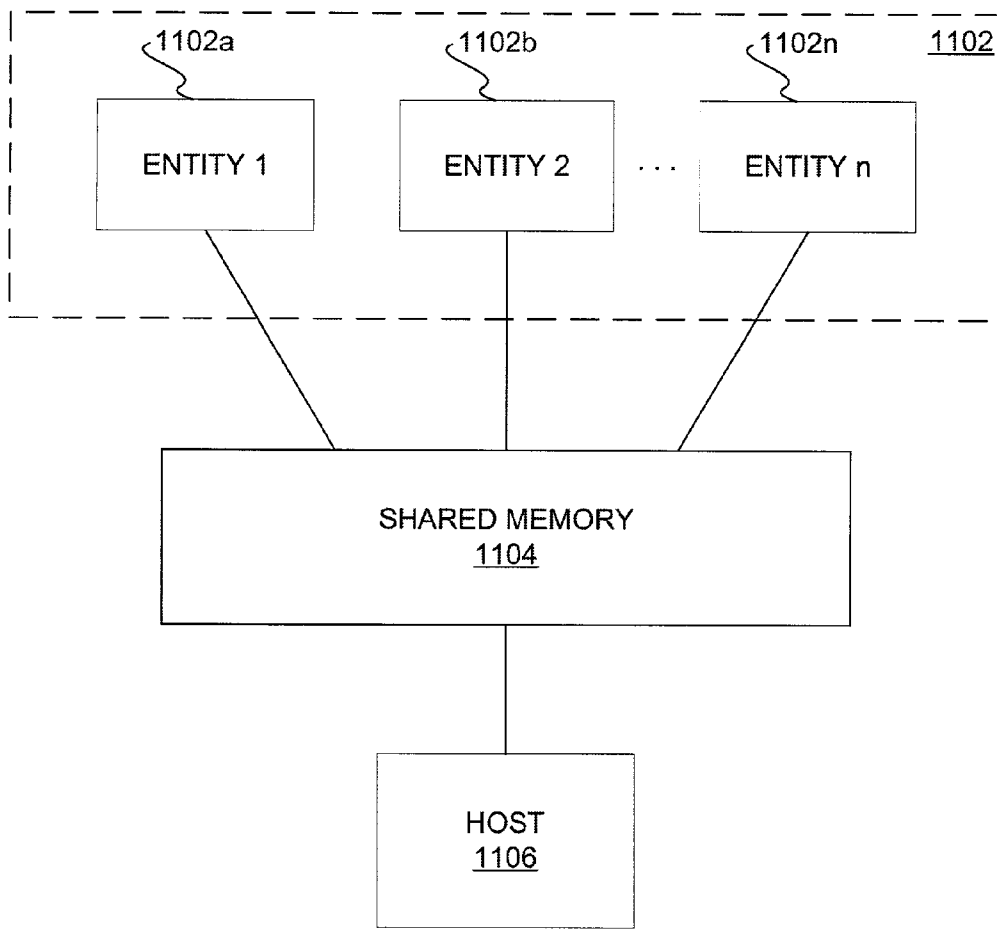 1102a
1102b
1102n
1102
ENTITY 1
ENTITY 2
. . .
ENTITY n
SHARED MEMORY
1104
HOST
1106